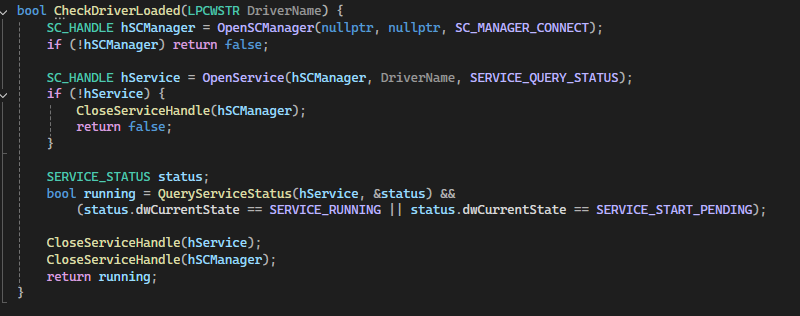 bool CheckDriverLoaded(LPCWSTR DriverName) {
    SC_HANDLE hSCManager = OpenSCManager(nullptr, nullptr, SC_MANAGER_CONNECT);
    if (!hSCManager) return false;

    SC_HANDLE hService = OpenService(hSCManager, DriverName, SERVICE_QUERY_STATUS);
    if (!hService) {
        CloseServiceHandle(hSCManager);
        return false;
    }

    SERVICE_STATUS status;
    bool running = QueryServiceStatus(hService, &status) &&
        (status.dwCurrentState == SERVICE_RUNNING || status.dwCurrentState == SERVICE_START_PENDING);

    CloseServiceHandle(hService);
    CloseServiceHandle(hSCManager);
    return running;
}